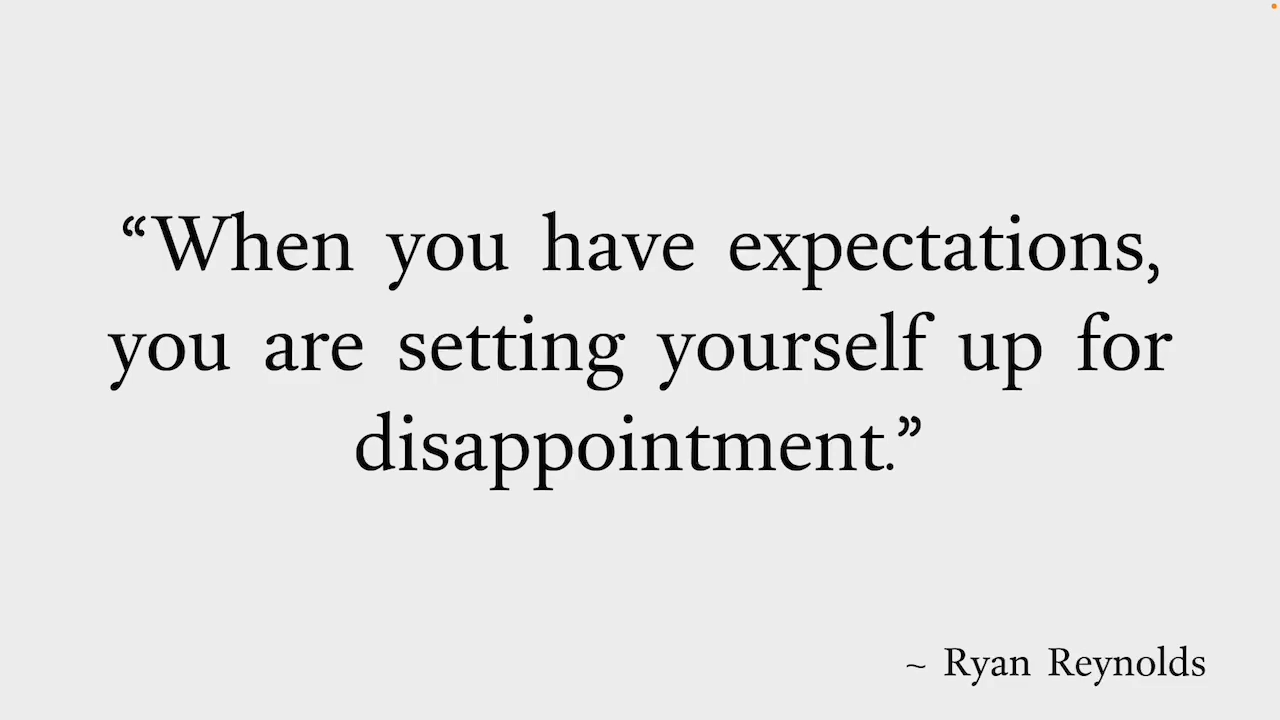 “When you have expectations,
you are setting yourself up for
disappointment.”
~ Ryan Reynolds